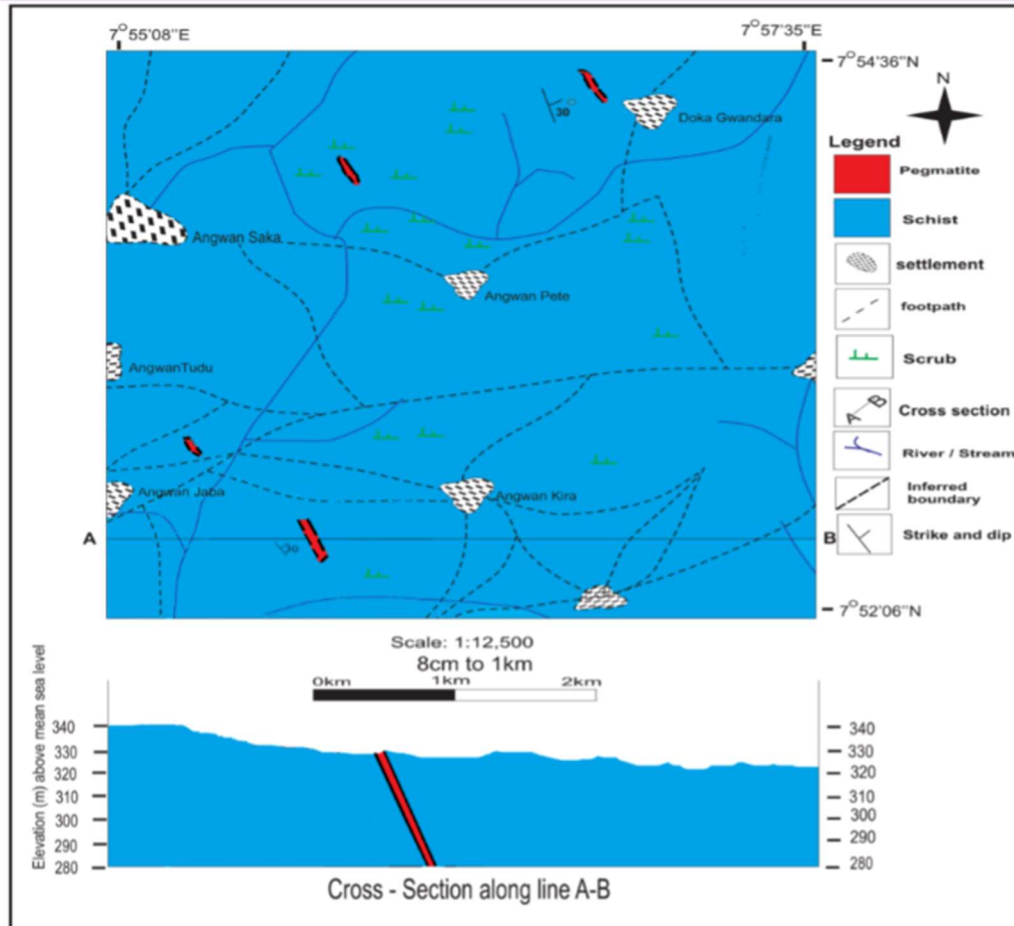 7°55'08"E
7°57'35"E
7°54'36"N
N
30°
Doka Gwandara
Legend
Pegmatite
Schist
settlement
footpath
Scrub
A B
Cross section
River / Stream
Inferred
boundary
Strike and dip
Angwan Saka
Angwan Pete
AngwanTudu
Angwan Jaba
Angwan Kira
A
B
30
7°52'06"N
Scale: 1:12,500
8cm to 1km
0km 1km 2km
Elevation (m) above mean sea level
340
330
320
310
300
290
280
340
330
320
310
300
290
280
Cross - Section along line A-B